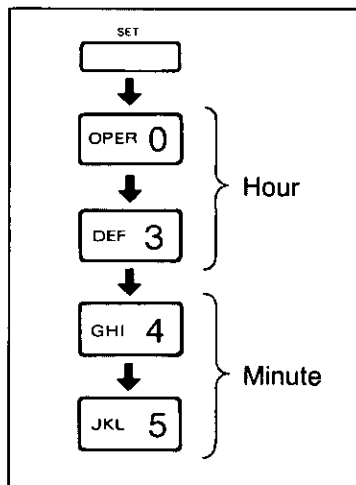 SET
OPER 0
Hour
DEF 3
GHI 4
Minute
JKL 5